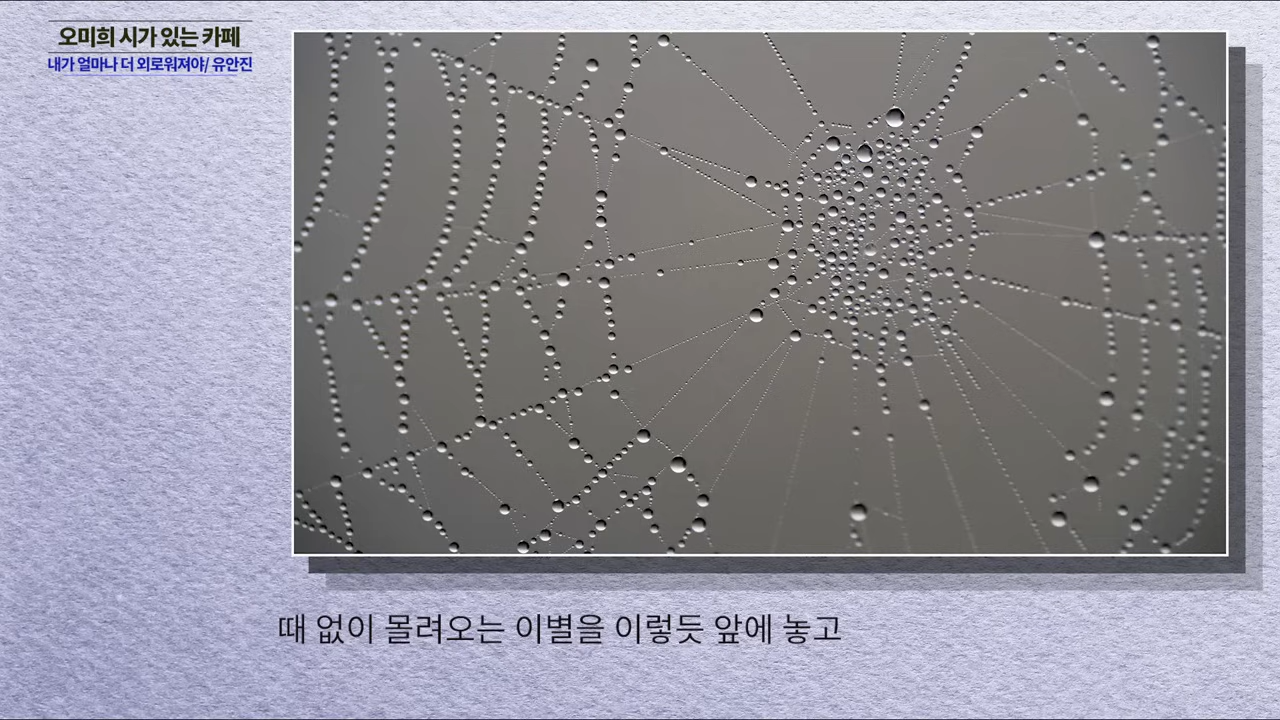 오미희 시가 있는 카페
내가 얼마나 더 외로워져야/ 유안진
때 없이 몰려오는 이별을 이렇듯 앞에 놓고